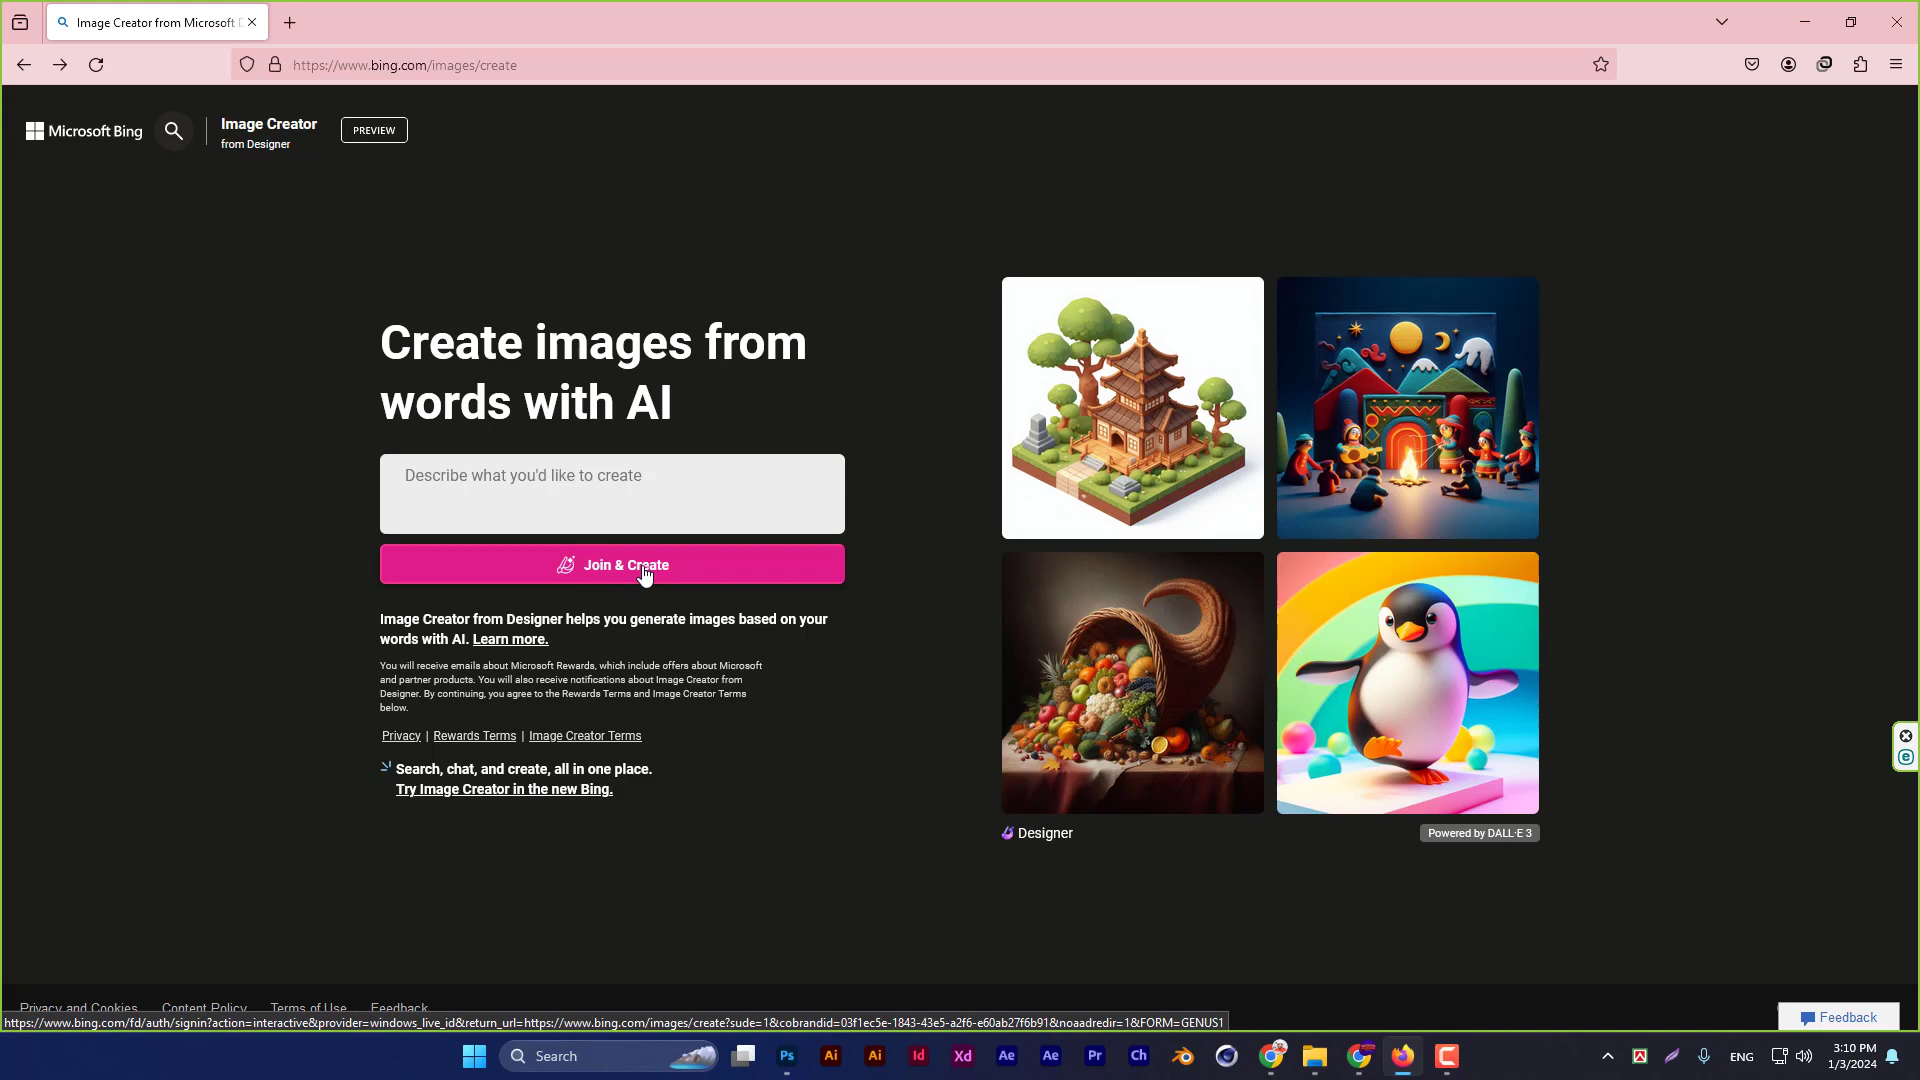 Image Creator from Microsoft D
https://www.bing.com/images/create
Microsoft Bing
Image Creator
from Designer
PREVIEW
Create images from
words with AI
Describe what you'd like to create
Join & Create
Image Creator from Designer helps you generate images based on your
words with AI. Learn more.
You will receive emails about Microsoft Rewards, which include offers about Microsoft
and partner products. You will also receive notifications about Image Creator from
Designer. By continuing, you agree to the Rewards Terms and Image Creator Terms
below.
Privacy | Rewards Terms | Image Creator Terms
Search, chat, and create, all in one place.
Try Image Creator in the new Bing.
Designer
Powered by DALL·E 3
Privacy and Cookies Content Policy Terms of Use Feedback
https://www.bing.com/fd/auth/signin?action=interactive&provider=windows_live_id&return_url=https://www.bing.com/images/create?sude=1&cobrandid=03f1ec5e-1843-43e5-a2f6-e60ab27f6b91&noaadredir=1&FORM=GENUS1
Feedback
Search
Ps
Ai
Ai
Id
Xd
Ae
Ae
Pr
Ch
ENG
3:10 PM
1/3/2024